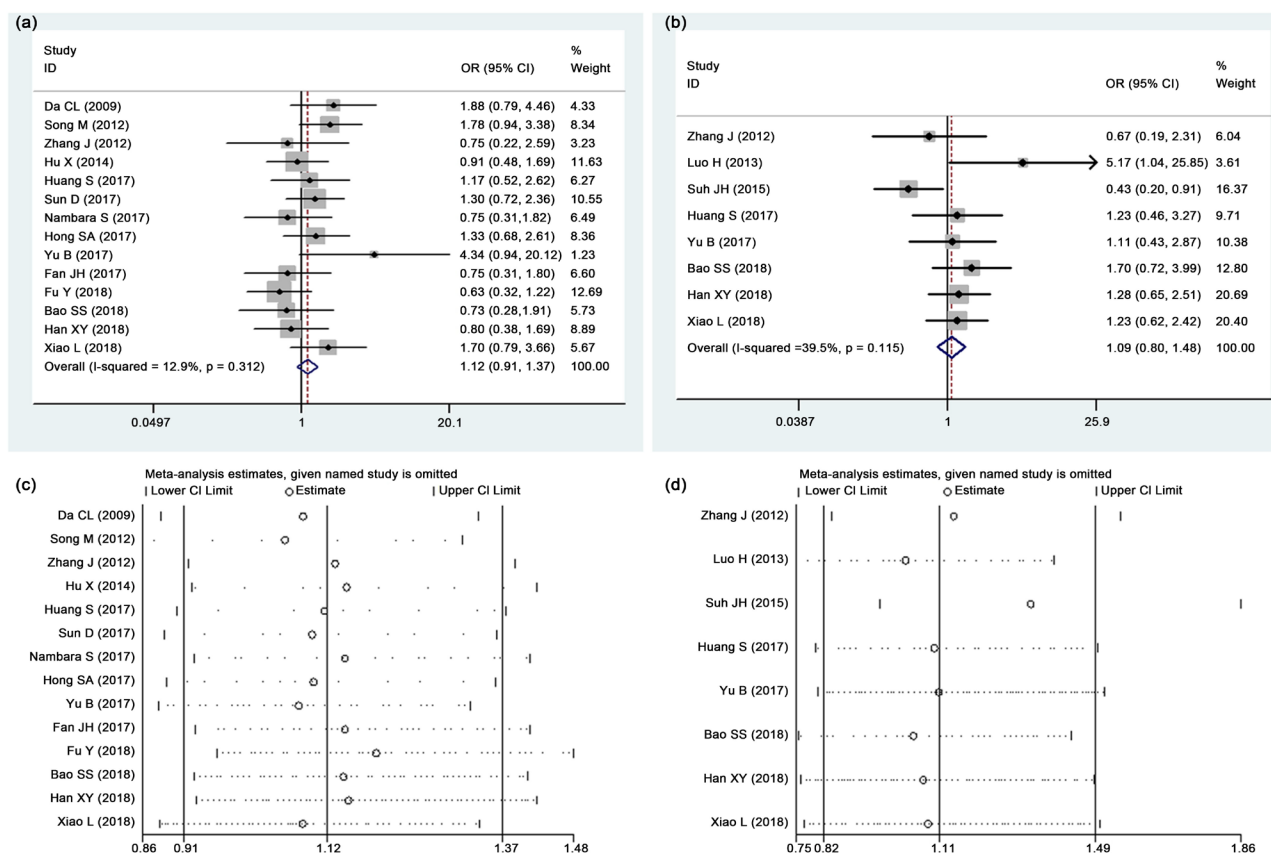 (a)
Study %
ID OR (95% CI) Weight
Da CL (2009) 1.88 (0.79, 4.46) 4.33
Song M (2012) 1.78 (0.94, 3.38) 8.34
Zhang J (2012) 0.75 (0.22, 2.59) 3.23
Hu X (2014) 0.91 (0.48, 1.69) 11.63
Huang S (2017) 1.17 (0.52, 2.62) 6.27
Sun D (2017) 1.30 (0.72, 2.36) 10.55
Nambara S (2017) 0.75 (0.31,1.82) 6.49
Hong SA (2017) 1.33 (0.68, 2.61) 8.36
Yu B (2017) 4.34 (0.94, 20.12) 1.23
Fan JH (2017) 0.75 (0.31, 1.80) 6.60
Fu Y (2018) 0.63 (0.32, 1.22) 12.69
Bao SS (2018) 0.73 (0.28,1.91) 5.73
Han XY (2018) 0.80 (0.38, 1.69) 8.89
Xiao L (2018) 1.70 (0.79, 3.66) 5.67
Overall (I-squared = 12.9%, p = 0.312) 1.12 (0.91, 1.37) 100.00
0.0497 1 20.1
(b)
Study %
ID OR (95% CI) Weight
Zhang J (2012) 0.67 (0.19, 2.31) 6.04
Luo H (2013) 5.17 (1.04, 25.85) 3.61
Suh JH (2015) 0.43 (0.20, 0.91) 16.37
Huang S (2017) 1.23 (0.46, 3.27) 9.71
Yu B (2017) 1.11 (0.43, 2.87) 10.38
Bao SS (2018) 1.70 (0.72, 3.99) 12.80
Han XY (2018) 1.28 (0.65, 2.51) 20.69
Xiao L (2018) 1.23 (0.62, 2.42) 20.40
Overall (I-squared =39.5%, p = 0.115) 1.09 (0.80, 1.48) 100.00
0.0387 1 25.9
(c)
Meta-analysis estimates, given named study is omitted
Lower CI Limit Estimate Upper CI Limit
Da CL (2009)
Song M (2012)
Zhang J (2012)
Hu X (2014)
Huang S (2017)
Sun D (2017)
Nambara S (2017)
Hong SA (2017)
Yu B (2017)
Fan JH (2017)
Fu Y (2018)
Bao SS (2018)
Han XY (2018)
Xiao L (2018)
0.86 0.91 1.12 1.37 1.48
(d)
Meta-analysis estimates, given named study is omitted
Lower CI Limit Estimate Upper CI Limit
Zhang J (2012)
Luo H (2013)
Suh JH (2015)
Huang S (2017)
Yu B (2017)
Bao SS (2018)
Han XY (2018)
Xiao L (2018)
0.75 0.82 1.11 1.49 1.86